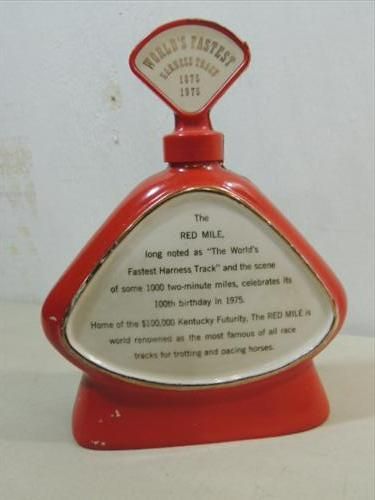 WORLD'S FASTEST
HARNESS TRACK
1875
1975
The
RED MILE,
long noted as "The World's
Fastest Harness Track" and the scene
of some 1000 two-minute miles, celebrates its
100th birthday in 1975.
Home of the $100,000 Kentucky Futurity, The RED MILE is
world renowned as the most famous of all race
tracks for trotting and pacing horses.